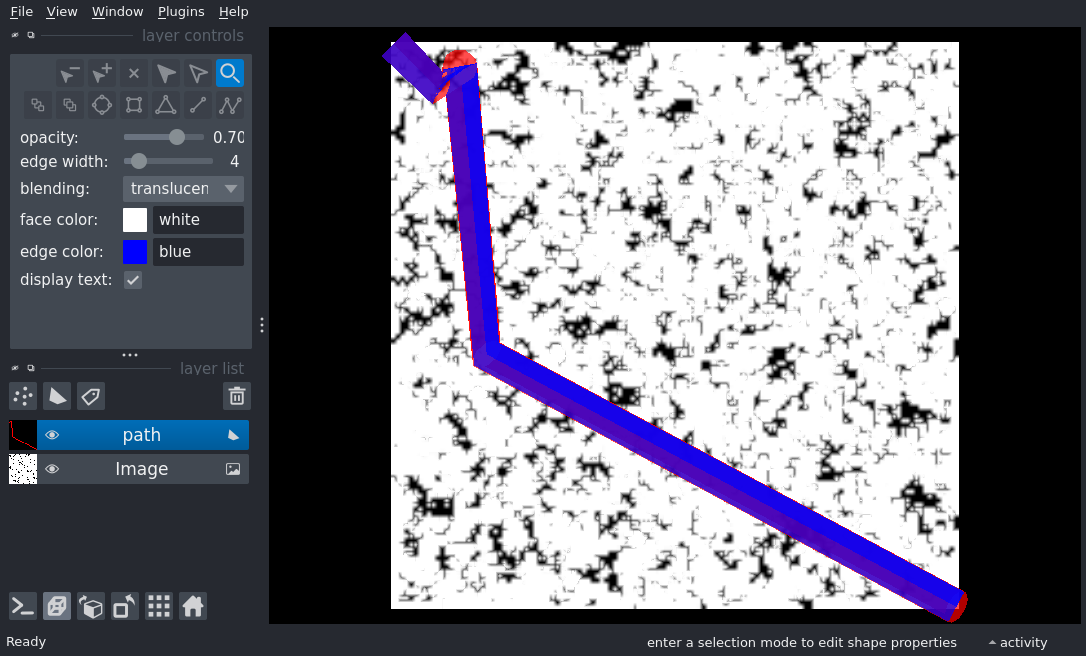 File View Window Plugins Help
layer controls
opacity: 0.70
edge width: 4
blending: translucen
face color: white
edge color: blue
display text:
layer list
path
Image
Ready enter a selection mode to edit shape properties activity